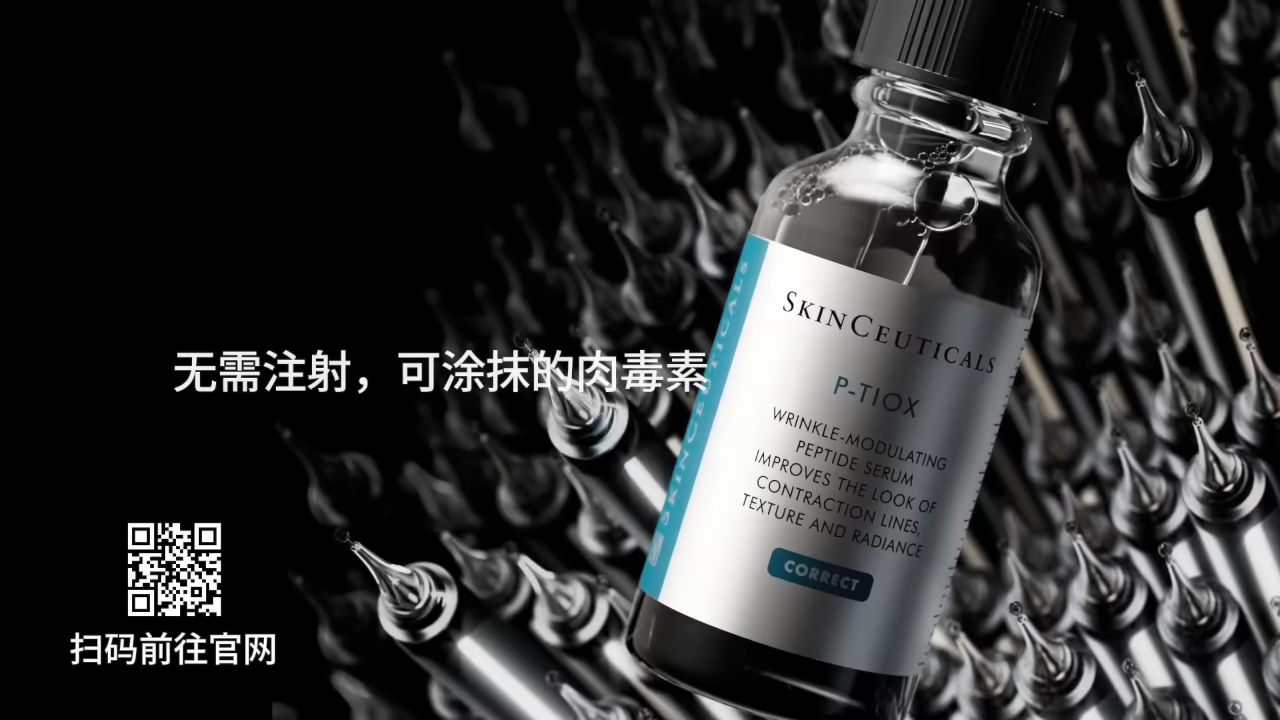 无需注射，可涂抹的肉毒素
SKINCEUTICALS
SKINCEUTICALS
P-TIOX
WRINKLE-MODULATING
PEPTIDE SERUM
IMPROVES THE LOOK OF
CONTRACTION LINES,
TEXTURE AND RADIANCE
CORRECT
扫码前往官网